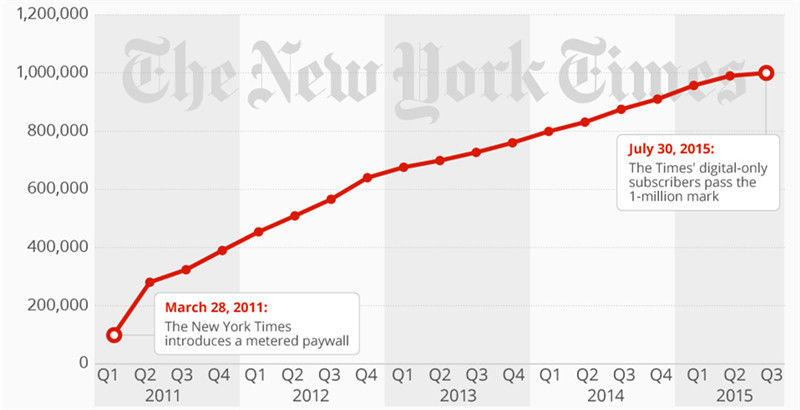 The New York Times
1,200,000
1,000,000
800,000
600,000
400,000
200,000
0
July 30, 2015:
The Times' digital-only
subscribers pass the
1-million mark
March 28, 2011:
The New York Times
introduces a metered paywall
Q1 Q2 Q3 Q4 Q1 Q2 Q3 Q4 Q1 Q2 Q3 Q4 Q1 Q2 Q3 Q4 Q1 Q2 Q3
2011 2012 2013 2014 2015